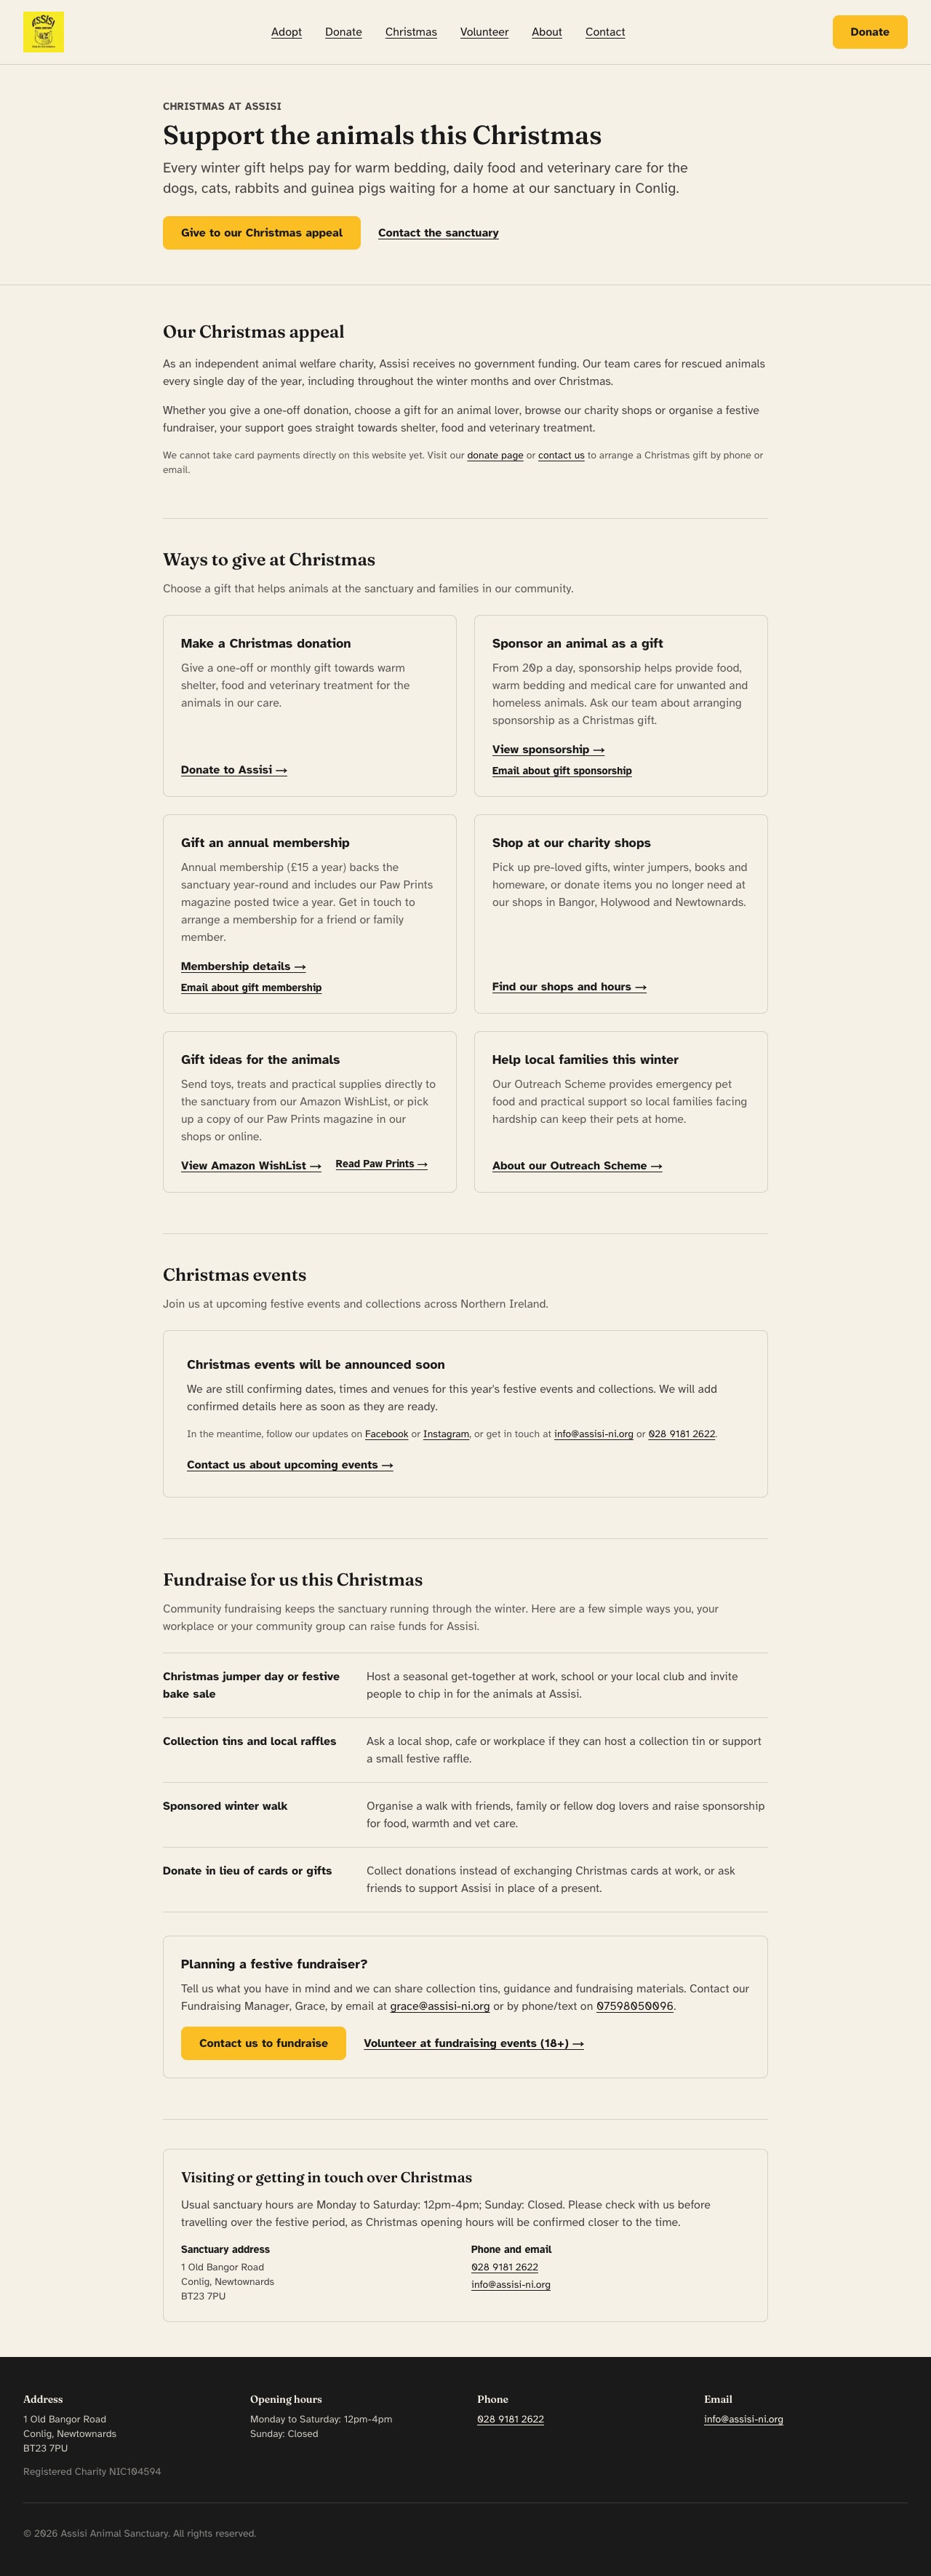 ASSISI
Adopt Donate Christmas Volunteer About Contact Donate
CHRISTMAS AT ASSISI
Support the animals this Christmas
Every winter gift helps pay for warm bedding, daily food and veterinary care for the
dogs, cats, rabbits and guinea pigs waiting for a home at our sanctuary in Conlig.
Give to our Christmas appeal Contact the sanctuary
Our Christmas appeal
As an independent animal welfare charity, Assisi receives no government funding. Our team cares for rescued animals
every single day of the year, including throughout the winter months and over Christmas.
Whether you give a one-off donation, choose a gift for an animal lover, browse our charity shops or organise a festive
fundraiser, your support goes straight towards shelter, food and veterinary treatment.
We cannot take card payments directly on this website yet. Visit our donate page or contact us to arrange a Christmas gift by phone or
email.
Ways to give at Christmas
Choose a gift that helps animals at the sanctuary and families in our community.
Make a Christmas donation
Give a one-off or monthly gift towards warm
shelter, food and veterinary treatment for the
animals in our care.
Donate to Assisi →
Sponsor an animal as a gift
From 20p a day, sponsorship helps provide food,
warm bedding and medical care for unwanted and
homeless animals. Ask our team about arranging
sponsorship as a Christmas gift.
View sponsorship →
Email about gift sponsorship
Gift an annual membership
Annual membership (£15 a year) backs the
sanctuary year-round and includes our Paw Prints
magazine posted twice a year. Get in touch to
arrange a membership for a friend or family
member.
Membership details →
Email about gift membership
Shop at our charity shops
Pick up pre-loved gifts, winter jumpers, books and
homeware, or donate items you no longer need at
our shops in Bangor, Holywood and Newtownards.
Find our shops and hours →
Gift ideas for the animals
Send toys, treats and practical supplies directly to
the sanctuary from our Amazon WishList, or pick
up a copy of our Paw Prints magazine in our
shops or online.
View Amazon WishList → Read Paw Prints →
Help local families this winter
Our Outreach Scheme provides emergency pet
food and practical support so local families facing
hardship can keep their pets at home.
About our Outreach Scheme →
Christmas events
Join us at upcoming festive events and collections across Northern Ireland.
Christmas events will be announced soon
We are still confirming dates, times and venues for this year's festive events and collections. We will add
confirmed details here as soon as they are ready.
In the meantime, follow our updates on Facebook or Instagram, or get in touch at info@assisi-ni.org or 028 9181 2622.
Contact us about upcoming events →
Fundraise for us this Christmas
Community fundraising keeps the sanctuary running through the winter. Here are a few simple ways you, your
workplace or your community group can raise funds for Assisi.
Christmas jumper day or festive
bake sale
Host a seasonal get-together at work, school or your local club and invite
people to chip in for the animals at Assisi.
Collection tins and local raffles
Ask a local shop, cafe or workplace if they can host a collection tin or support
a small festive raffle.
Sponsored winter walk
Organise a walk with friends, family or fellow dog lovers and raise sponsorship
for food, warmth and vet care.
Donate in lieu of cards or gifts
Collect donations instead of exchanging Christmas cards at work, or ask
friends to support Assisi in place of a present.
Planning a festive fundraiser?
Tell us what you have in mind and we can share collection tins, guidance and fundraising materials. Contact our
Fundraising Manager, Grace, by email at grace@assisi-ni.org or by phone/text on 07598050096.
Contact us to fundraise Volunteer at fundraising events (18+) →
Visiting or getting in touch over Christmas
Usual sanctuary hours are Monday to Saturday: 12pm–4pm; Sunday: Closed. Please check with us before
travelling over the festive period, as Christmas opening hours will be confirmed closer to the time.
Sanctuary address
1 Old Bangor Road
Conlig, Newtownards
BT23 7PU
Phone and email
028 9181 2622
info@assisi-ni.org
Address
1 Old Bangor Road
Conlig, Newtownards
BT23 7PU
Registered Charity NIC104594
Opening hours
Monday to Saturday: 12pm–4pm
Sunday: Closed
Phone
028 9181 2622
Email
info@assisi-ni.org
© 2026 Assisi Animal Sanctuary. All rights reserved.